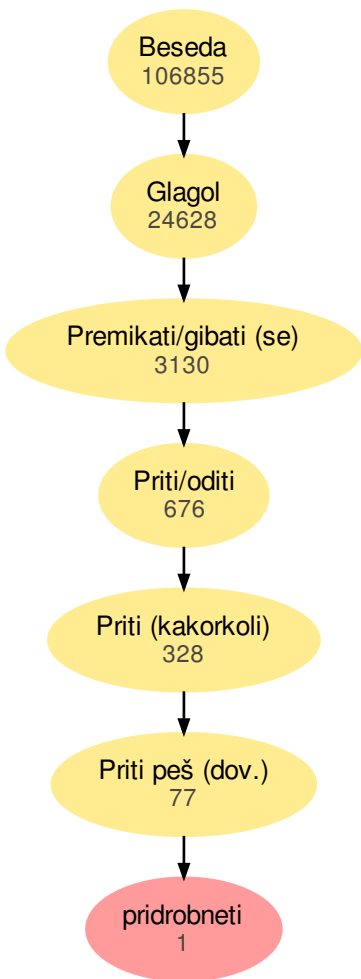 Beseda
106855
Glagol
24628
Premikati/gibati (se)
3130
Priti/oditi
676
Priti (kakorkoli)
328
Priti peš (dov.)
77
pridrobneti
1